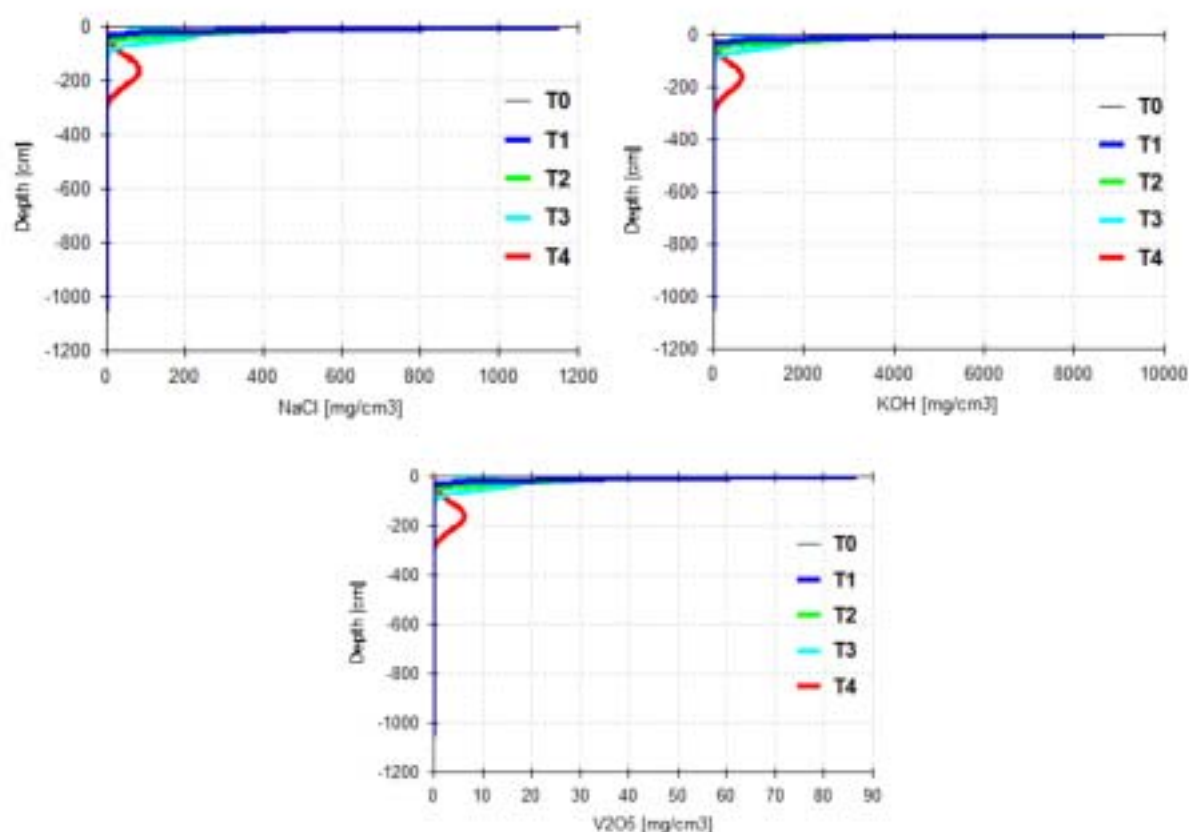 0
-200
-400
-600
-800
-1000
-1200
Depth [cm]
0 200 400 600 800 1000 1200
NaCl [mg/cm3]
T0
T1
T2
T3
T4
0
-200
-400
-600
-800
-1000
-1200
Depth [cm]
0 2000 4000 6000 8000 10000
KOH [mg/cm3]
T0
T1
T2
T3
T4
0
-200
-400
-600
-800
-1000
-1200
Depth [cm]
0 10 20 30 40 50 60 70 80 90
V2O5 [mg/cm3]
T0
T1
T2
T3
T4